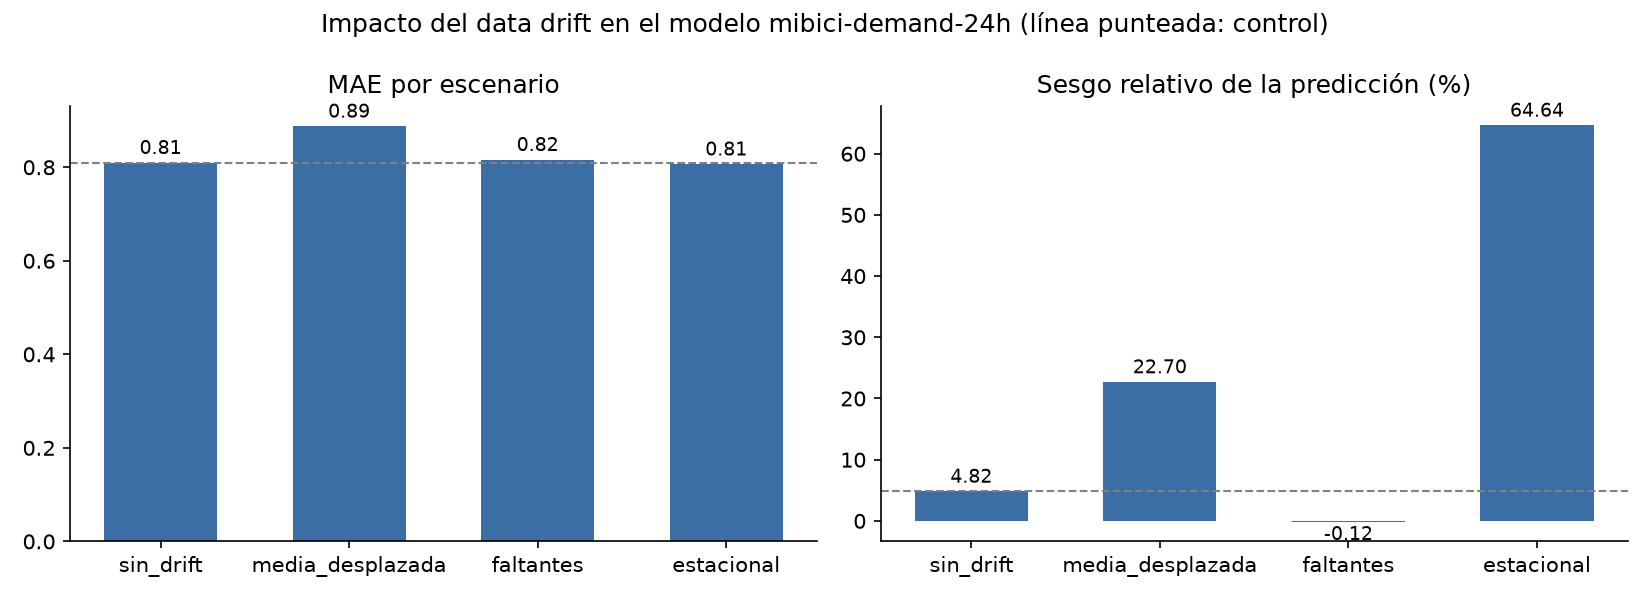 Impacto del data drift en el modelo mibici-demand-24h (línea punteada: control)
MAE por escenario
0.0
0.2
0.4
0.6
0.8
0.81
0.89
0.82
0.81
sin_drift
media_desplazada
faltantes
estacional
Sesgo relativo de la predicción (%)
0
10
20
30
40
50
60
4.82
22.70
-0.12
64.64
sin_drift
media_desplazada
faltantes
estacional